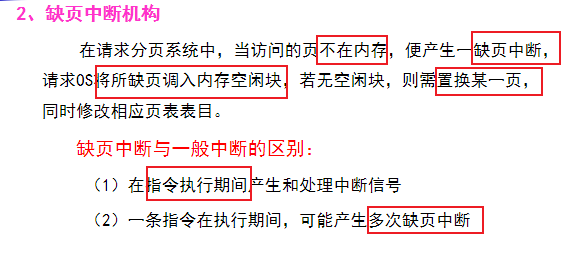 2、缺页中断机构
在请求分页系统中，当访问的页不在内存，便产生一缺页中断，
请求OS将所缺页调入内存空闲块，若无空闲块，则需置换某一页，
同时修改相应页表表目。
缺页中断与一般中断的区别：
（1）在指令执行期间产生和处理中断信号
（2）一条指令在执行期间，可能产生多次缺页中断